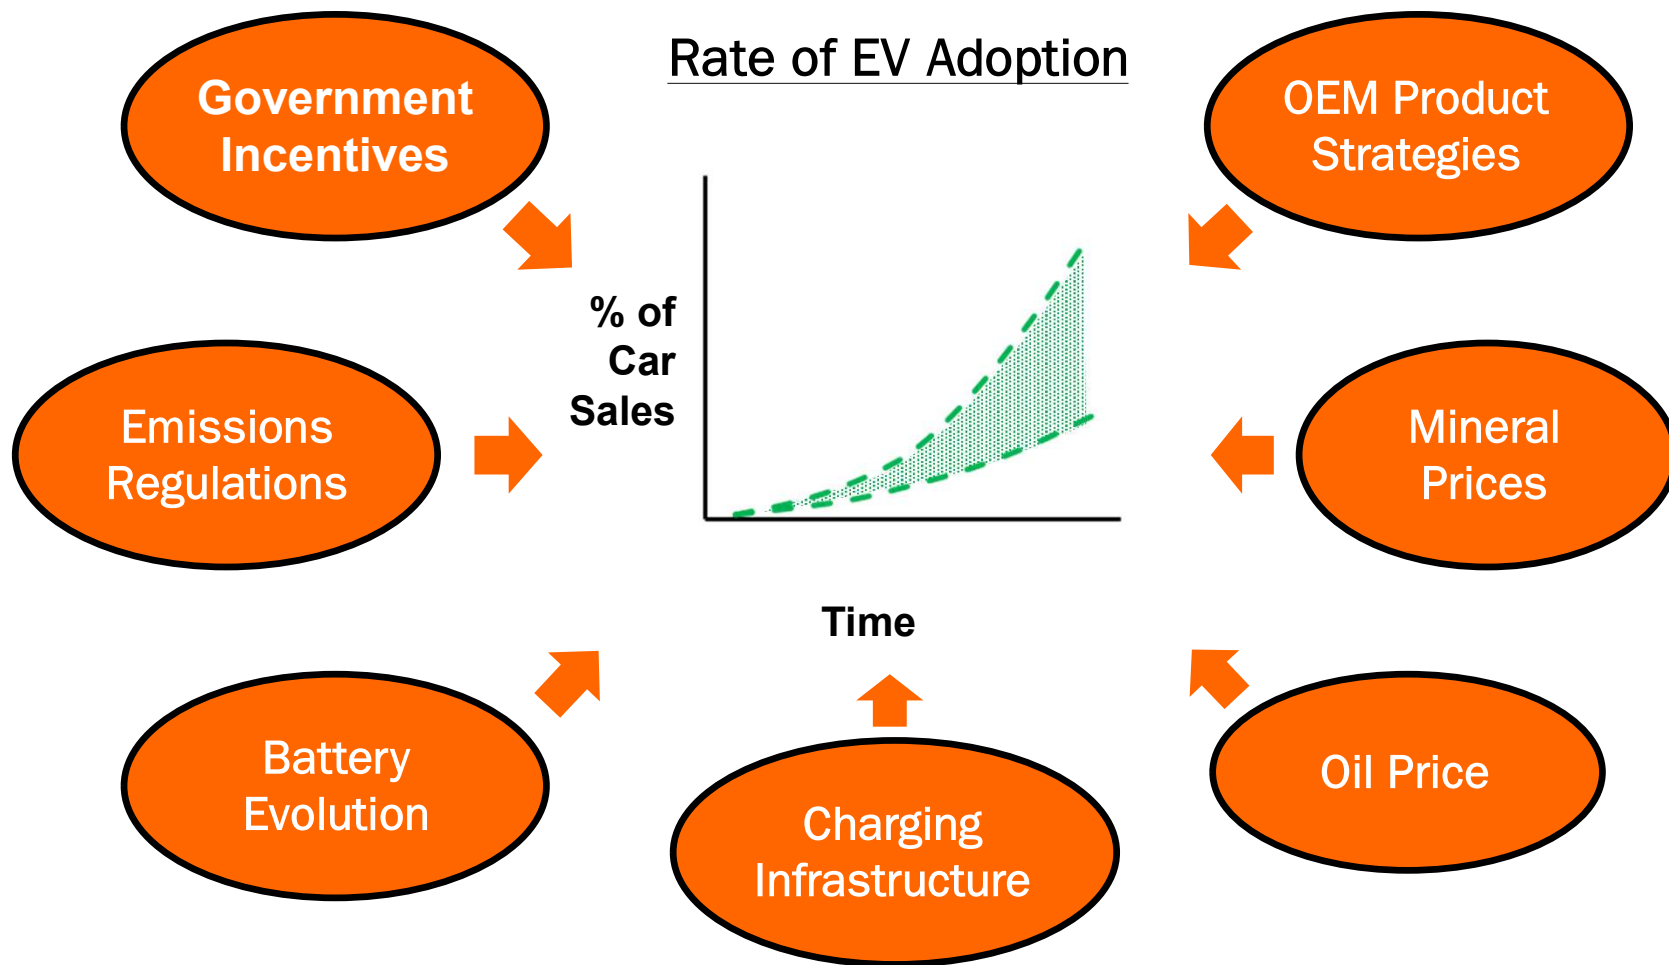 Rate of EV Adoption
Government
Incentives
OEM Product
Strategies
% of
Car
Sales
Emissions
Regulations
Mineral
Prices
Time
Battery
Evolution
Charging
Infrastructure
Oil Price